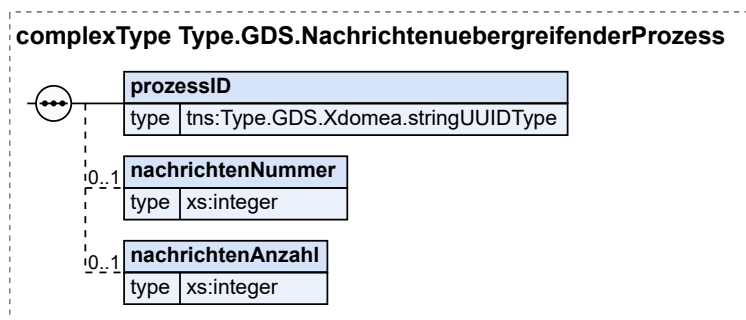 complexType Type.GDS.NachrichtenuebergreifenderProzess
prozessID
type tns:Type.GDS.Xdomea.stringUUIDType
0..1
nachrichtenNummer
type xs:integer
0..1
nachrichtenAnzahl
type xs:integer